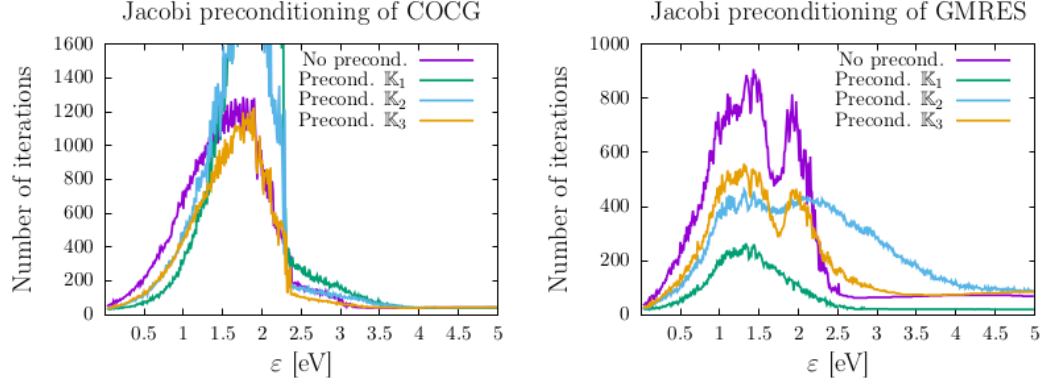 Jacobi preconditioning of COCG
Number of iterations
1600
1400
1200
1000
800
600
400
200
0
No precond.
Precond. 𝕂₁
Precond. 𝕂₂
Precond. 𝕂₃
0.5 1 1.5 2 2.5 3 3.5 4 4.5 5
ε [eV]
Jacobi preconditioning of GMRES
Number of iterations
1000
800
600
400
200
0
No precond.
Precond. 𝕂₁
Precond. 𝕂₂
Precond. 𝕂₃
0.5 1 1.5 2 2.5 3 3.5 4 4.5 5
ε [eV]